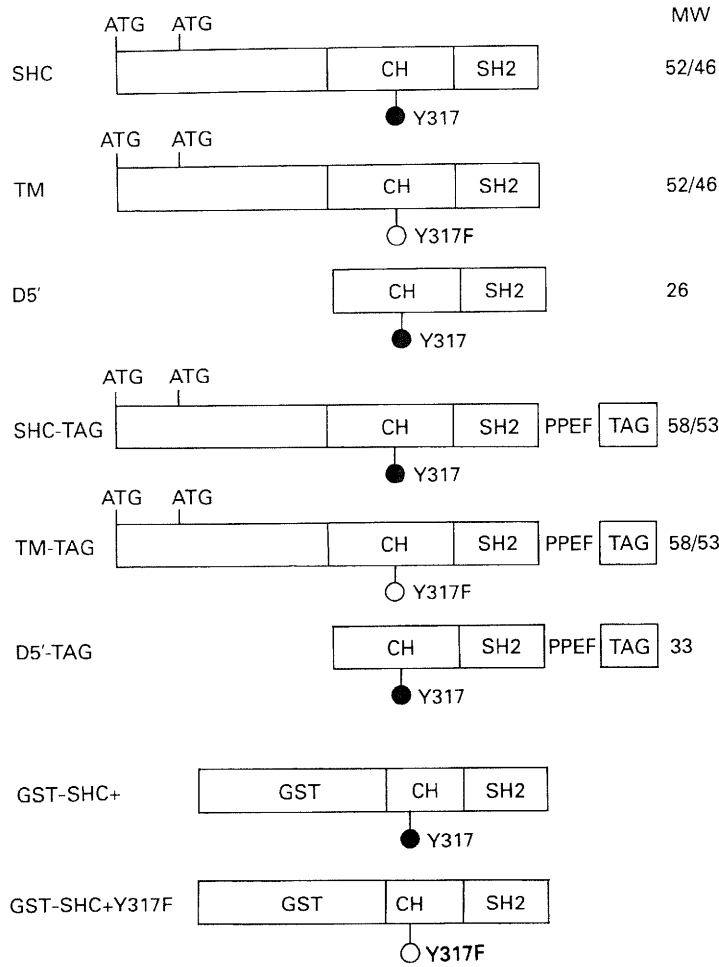 MW
ATG ATG
SHC CH SH2 52/46
Y317
ATG ATG
TM CH SH2 52/46
Y317F
D5′ CH SH2 26
Y317
ATG ATG
SHC-TAG CH SH2 PPEF TAG 58/53
Y317
ATG ATG
TM-TAG CH SH2 PPEF TAG 58/53
Y317F
D5′-TAG CH SH2 PPEF TAG 33
Y317
GST-SHC+ GST CH SH2
Y317
GST-SHC+Y317F GST CH SH2
Y317F